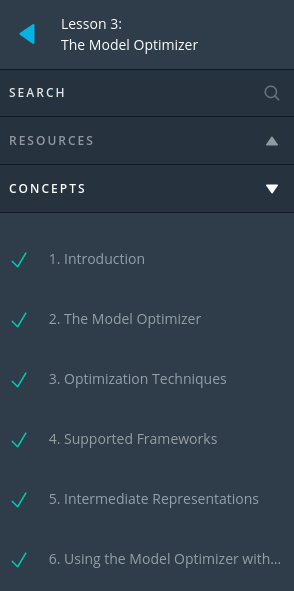 Lesson 3:
The Model Optimizer
SEARCH
RESOURCES
CONCEPTS
1. Introduction
2. The Model Optimizer
3. Optimization Techniques
4. Supported Frameworks
5. Intermediate Representations
6. Using the Model Optimizer with...